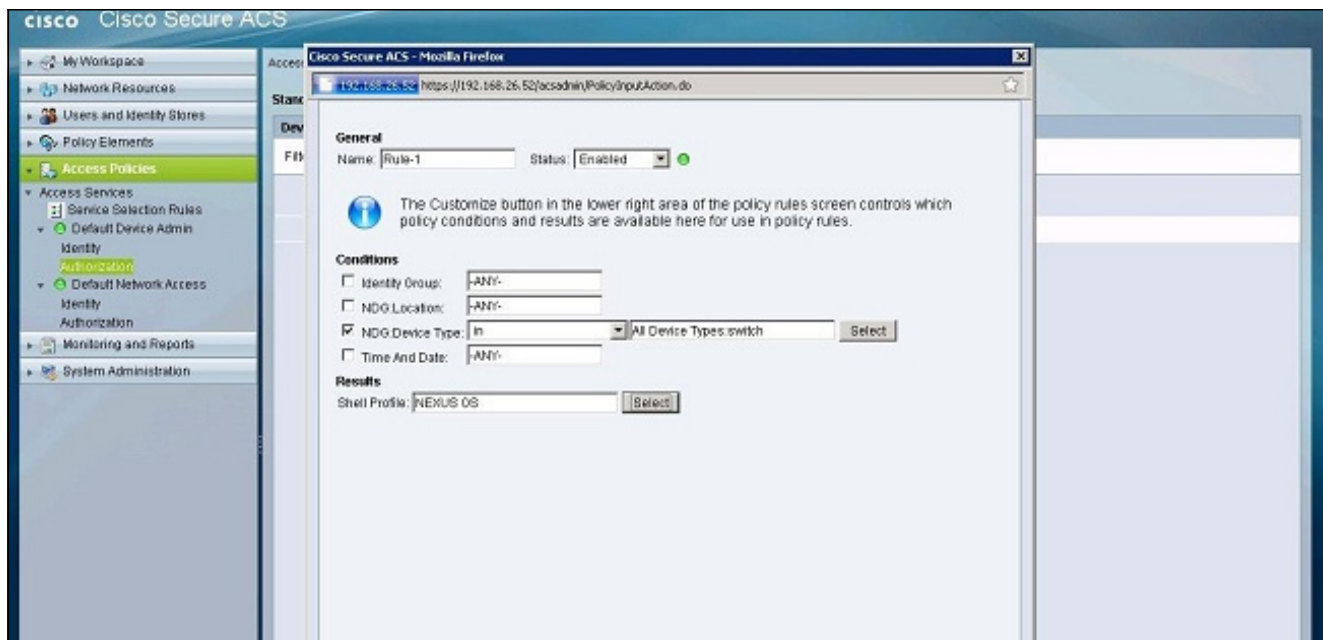 cisco Cisco Secure ACS
My Workspace
Network Resources
Users and Identity Stores
Policy Elements
Access Policies
Access Services
Service Selection Rules
Default Device Admin
Identity
Authorization
Default Network Access
Identity
Authorization
Monitoring and Reports
System Administration
Cisco Secure ACS - Mozilla Firefox
192.168.26.52 https://192.168.26.52/acsadmin/PolicyInputAction.do
General
Name: Rule-1 Status: Enabled
The Customize button in the lower right area of the policy rules screen controls which
policy conditions and results are available here for use in policy rules.
Conditions
Identity Group: -ANY-
NDG:Location: -ANY-
NDG:Device Type: in All Device Types:switch Select
Time And Date: -ANY-
Results
Shell Profile: NEXUS OS Select